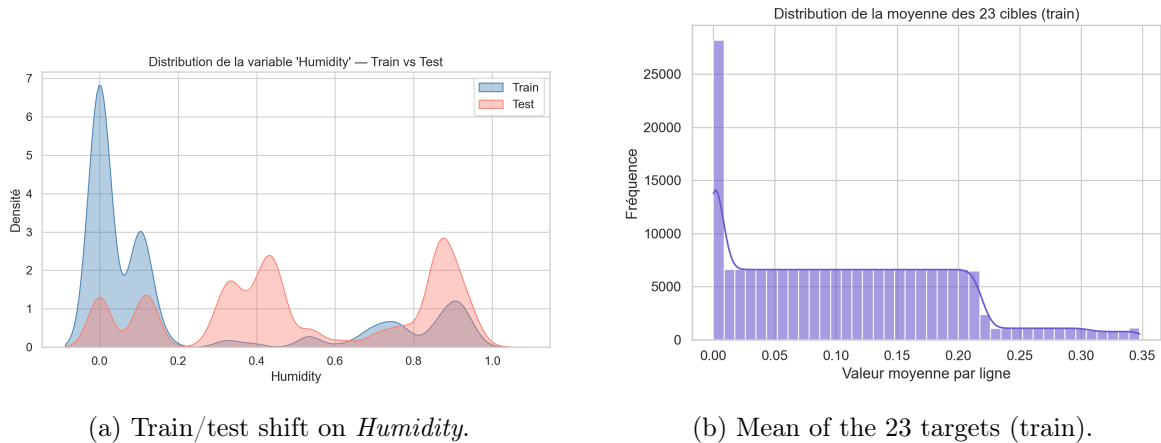 Distribution de la variable 'Humidity' — Train vs Test
7
6
5
4
3
2
1
0
Densité
0.0 0.2 0.4 0.6 0.8 1.0
Humidity
Train
Test
(a) Train/test shift on Humidity.
Distribution de la moyenne des 23 cibles (train)
25000
20000
15000
10000
5000
0
Fréquence
0.00 0.05 0.10 0.15 0.20 0.25 0.30 0.35
Valeur moyenne par ligne
(b) Mean of the 23 targets (train).